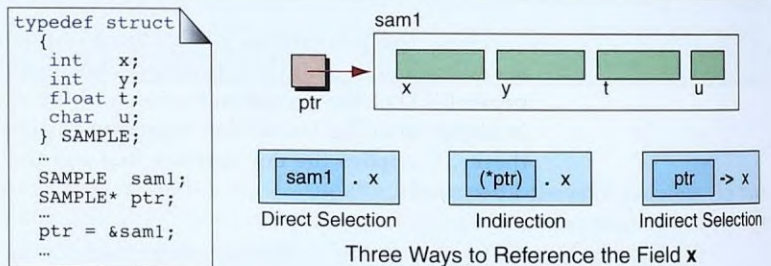 typedef struct
{
int x;
int y;
float t;
char u;
} SAMPLE;
…
SAMPLE sam1;
SAMPLE* ptr;
…
ptr = &sam1;
…
sam1
ptr
x y t u
sam1 . x
Direct Selection
(*ptr) . x
Indirection
ptr -> x
Indirect Selection
Three Ways to Reference the Field x